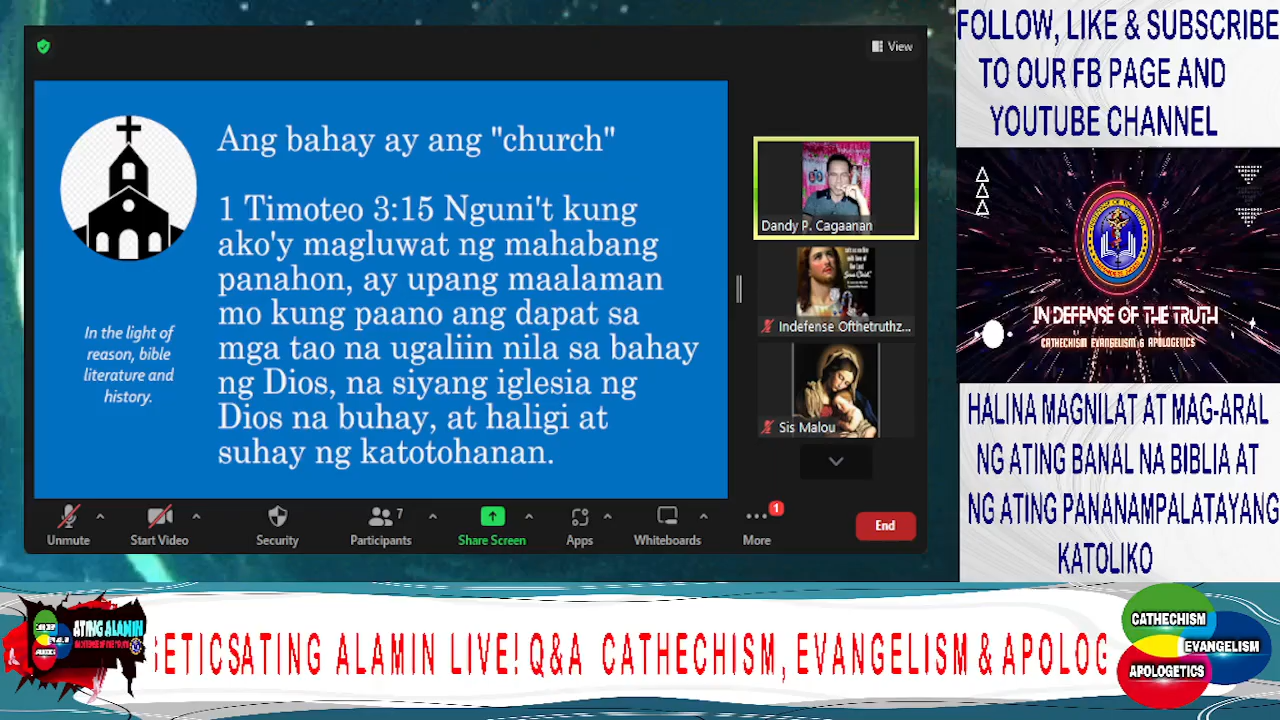 View
Ang bahay ay ang "church"
1 Timoteo 3:15 Nguni't kung
ako'y magluwat ng mahabang
panahon, ay upang maalaman
mo kung paano ang dapat sa
mga tao na ugaliin nila sa bahay
ng Dios, na siyang iglesia ng
Dios na buhay, at haligi at
suhay ng katotohanan.
In the light of
reason, bible
literature and
history.
Dandy P. Cagaanan
Indefense Ofthetruthz...
Sis Malou
Unmute
Start Video
Security
7
Participants
Share Screen
Apps
Whiteboards
1
More
End
FOLLOW, LIKE & SUBSCRIBE
TO OUR FB PAGE AND
YOUTUBE CHANNEL
IN DEFENSE OF THE TRUTH
CATHECHISM EVANGELISM & APOLOGETICS
HALINA MAGNILAT AT MAG-ARAL
NG ATING BANAL NA BIBLIA AT
NG ATING PANANAMPALATAYANG
KATOLIKO
ATING ALAMIN
GETICSATING ALAMIN LIVE! Q&A CATHECHISM, EVANGELISM & APOLOG
CATHECHISM
EVANGELISM
APOLOGETICS